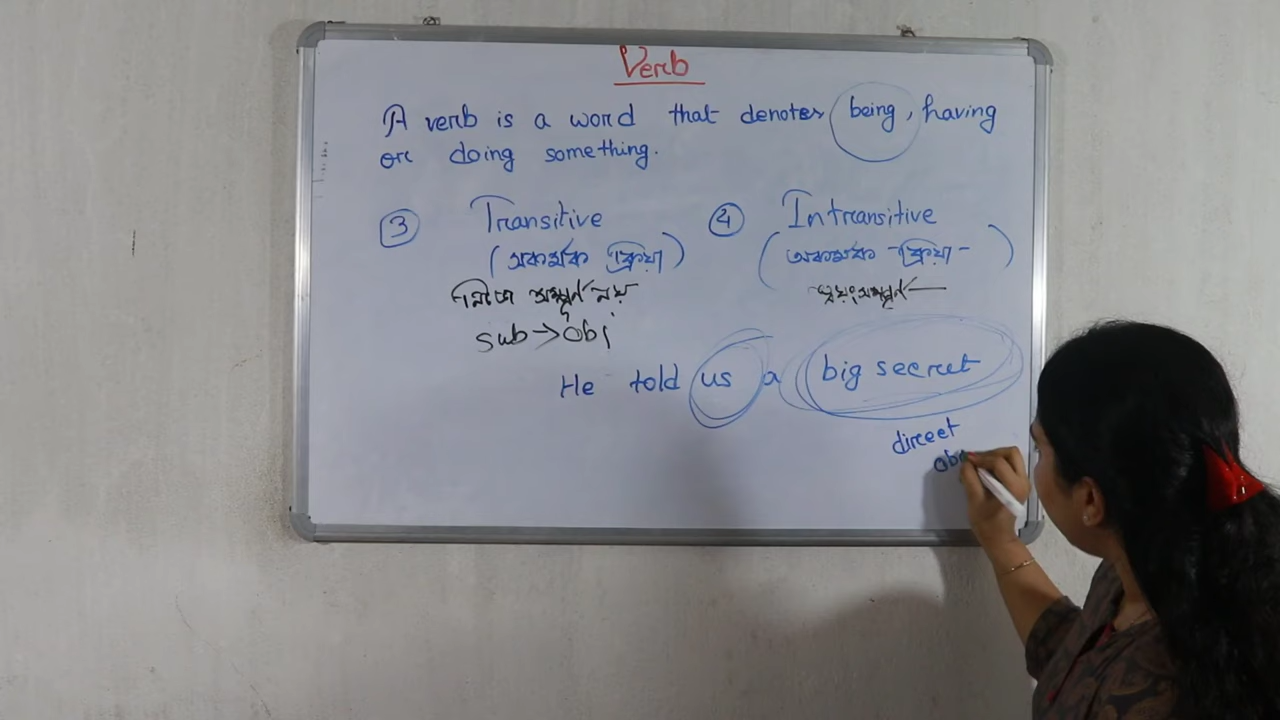 Verb
A verb is a word that denotes being, having
or doing something.
③ Transitive ④ Intransitive
(সকর্মক ক্রিয়া) (অকর্মক ক্রিয়া)
নিজে সম্পূর্ণ নয় স্বয়ংসম্পূর্ণ
sub → obj
He told us a big secret
direct
obj